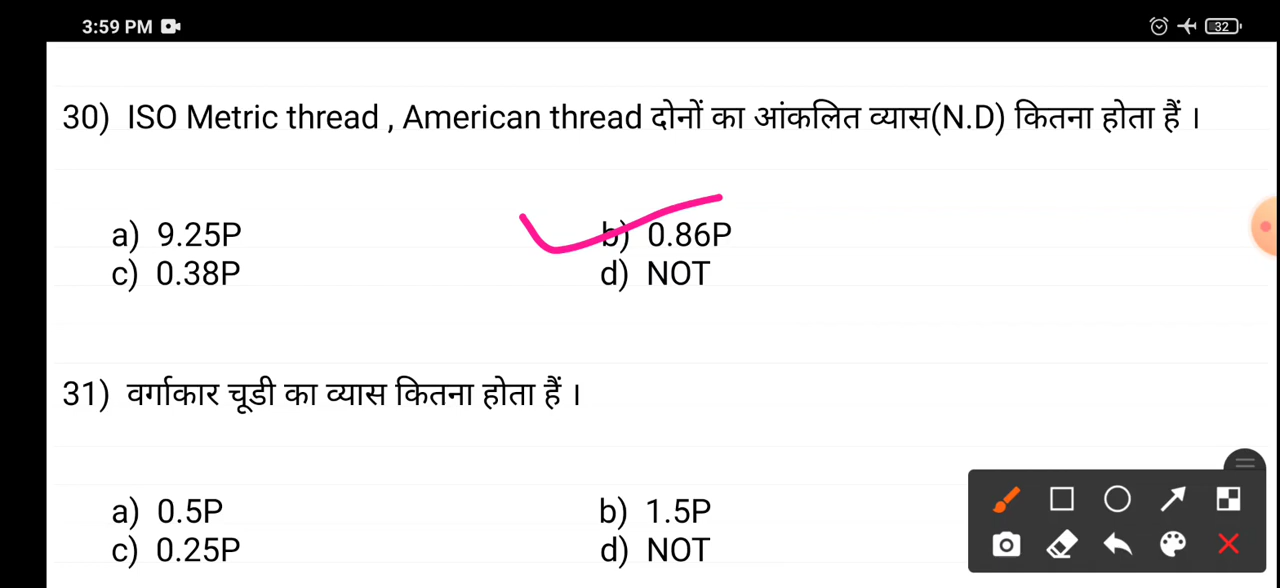 3:59 PM
32
30) ISO Metric thread , American thread दोनों का आंकलित व्यास(N.D) कितना होता हैं ।
a) 9.25P b) 0.86P
c) 0.38P d) NOT
31) वर्गाकार चूडी का व्यास कितना होता हैं ।
a) 0.5P b) 1.5P
c) 0.25P d) NOT